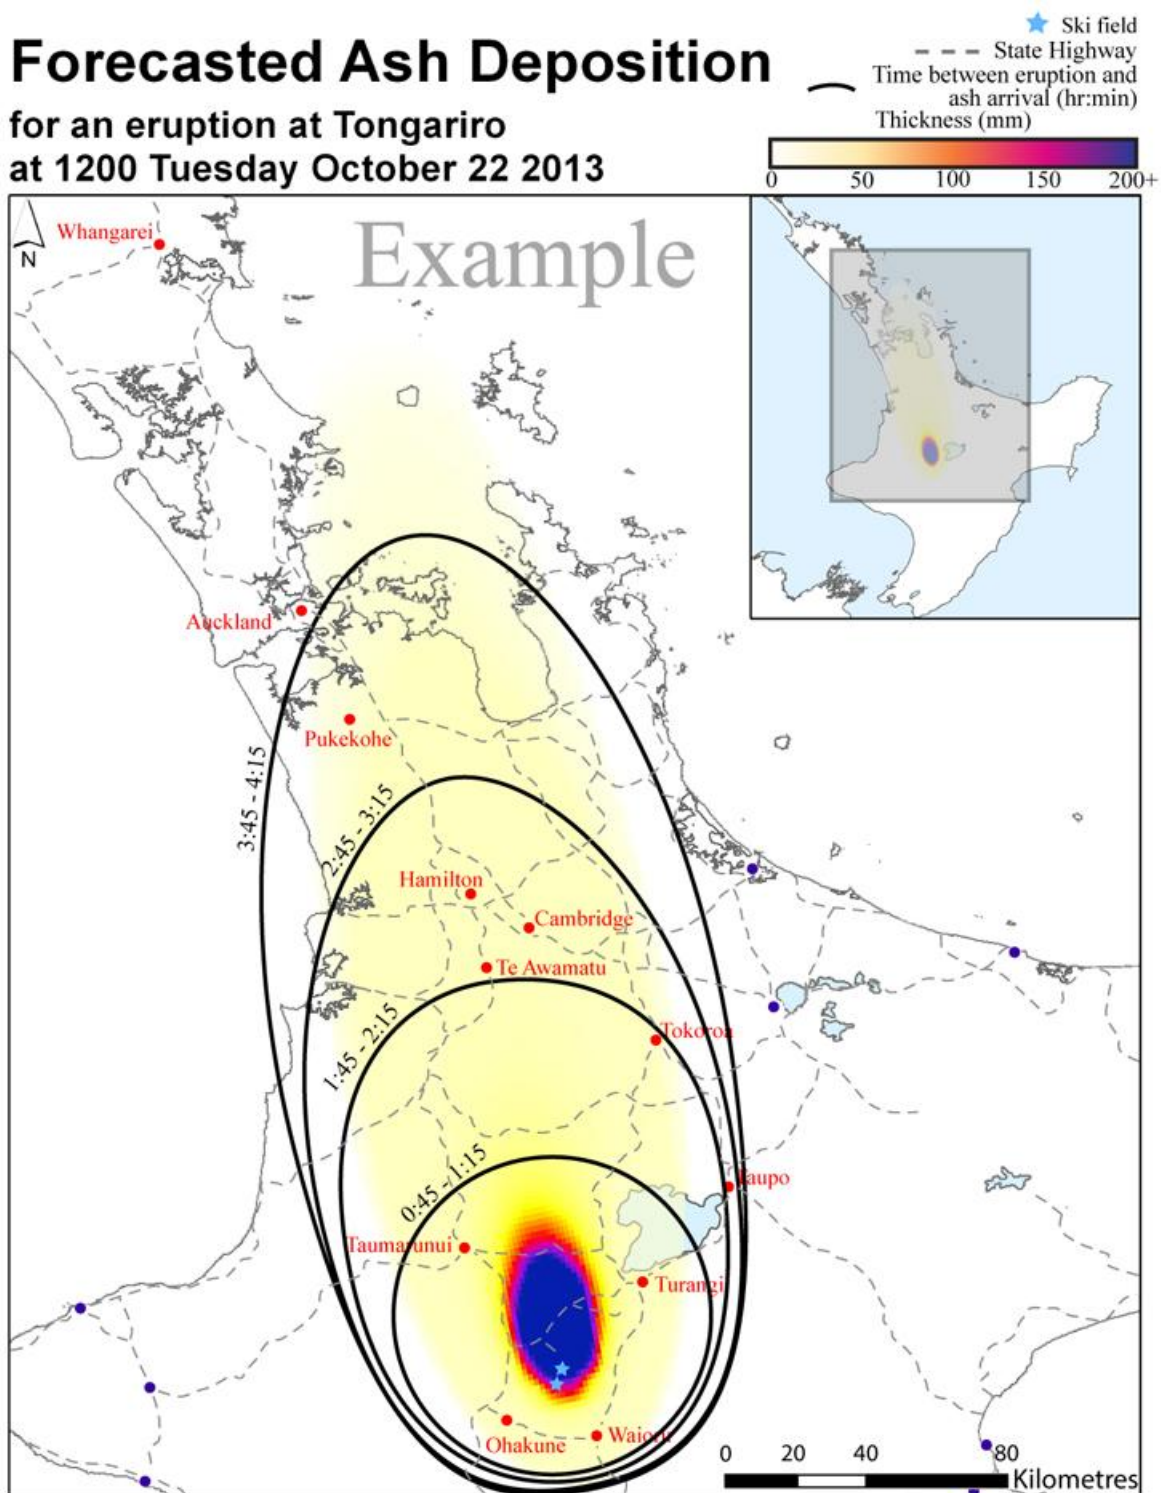 Forecasted Ash Deposition
for an eruption at Tongariro
at 1200 Tuesday October 22 2013
Ski field
State Highway
Time between eruption and
ash arrival (hr:min)
Thickness (mm)
0 50 100 150 200+
Example
Whangarei
N
Auckland
Pukekohe
3:45 - 4:15
2:45 - 3:15
Hamilton
Cambridge
Te Awamatu
1:45 - 2:15
Tokoroa
0:45 - 1:15
Taupo
Taumarunui
Turangi
Ohakune
Waioru
0 20 40 80
Kilometres